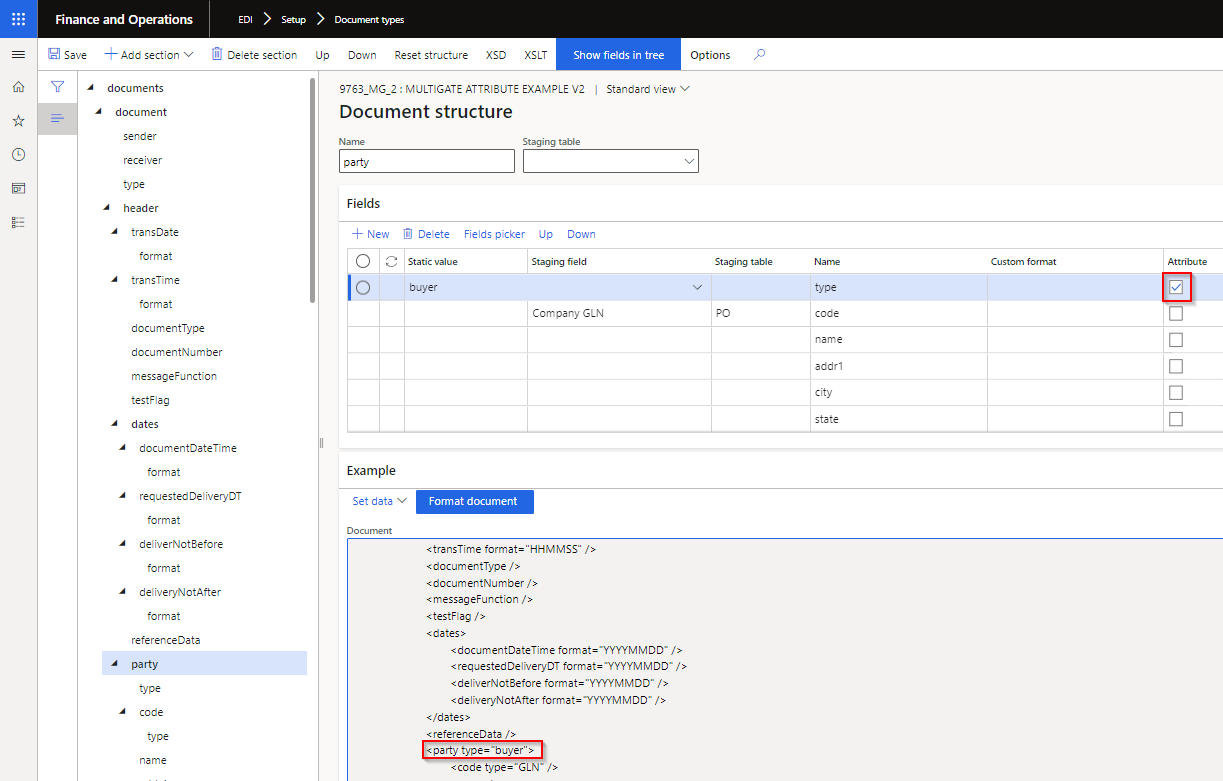 Finance and Operations
EDI > Setup > Document types
Save
Add section
Delete section
Up
Down
Reset structure
XSD
XSLT
Show fields in tree
Options
documents
document
sender
receiver
type
header
transDate
format
transTime
format
documentType
documentNumber
messageFunction
testFlag
dates
documentDateTime
format
requestedDeliveryDT
format
deliverNotBefore
format
deliveryNotAfter
format
referenceData
party
type
code
type
name
9763_MG_2 : MULTIGATE ATTRIBUTE EXAMPLE V2 | Standard view
Document structure
Name
Staging table
party
Fields
New
Delete
Fields picker
Up
Down
Static value Staging field Staging table Name Custom format Attribute
buyer type
Company GLN PO code
name
addr1
city
state
Example
Set data
Format document
Document
<transTime format="HHMMSS" />
<documentType />
<documentNumber />
<messageFunction />
<testFlag />
<dates>
<documentDateTime format="YYYYMMDD" />
<requestedDeliveryDT format="YYYYMMDD" />
<deliverNotBefore format="YYYYMMDD" />
<deliveryNotAfter format="YYYYMMDD" />
</dates>
<referenceData />
<party type="buyer">
<code type="GLN" />